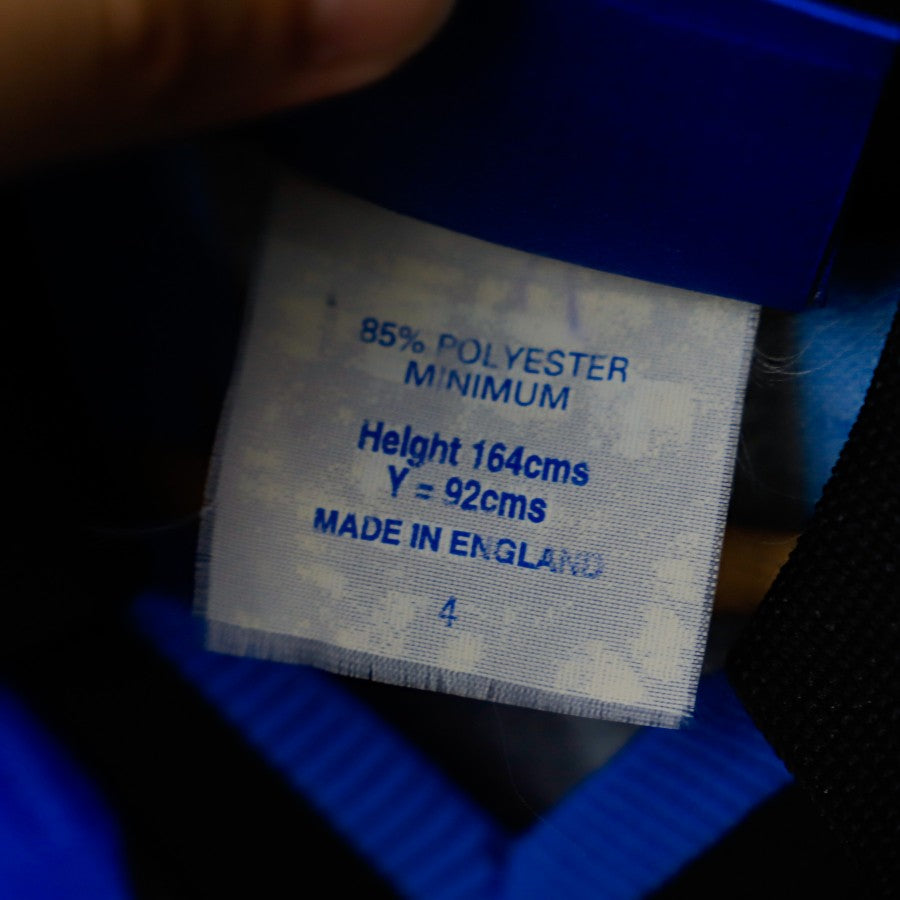 85% POLYESTER
MINIMUM
Height 164cms
Y = 92cms
MADE IN ENGLAND
4